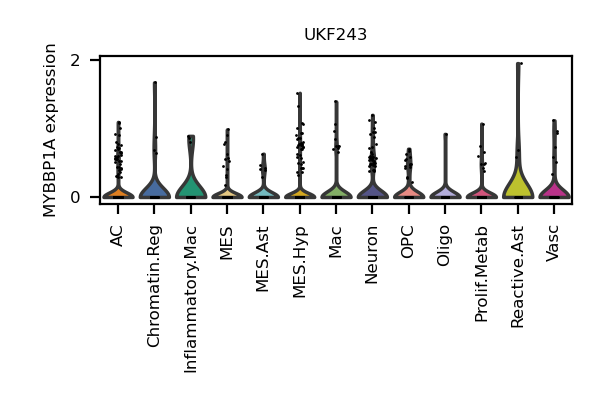 UKF243
MYBBP1A expression
2
0
AC
Chromatin.Reg
Inflammatory.Mac
MES
MES.Ast
MES.Hyp
Mac
Neuron
OPC
Oligo
Prolif.Metab
Reactive.Ast
Vasc